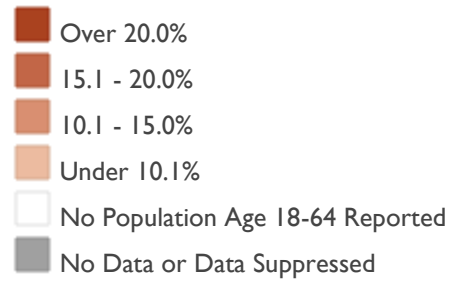 Over 20.0%
15.1 - 20.0%
10.1 - 15.0%
Under 10.1%
No Population Age 18-64 Reported
No Data or Data Suppressed